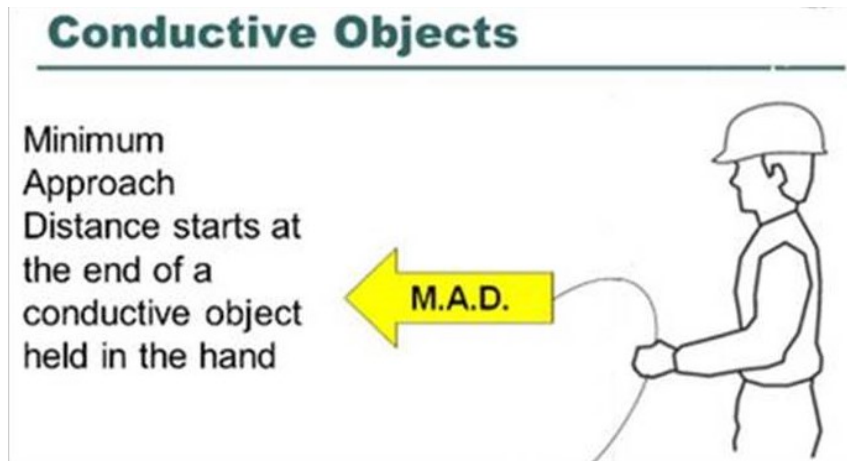 Conductive Objects
Minimum
Approach
Distance starts at
the end of a
conductive object
held in the hand
M.A.D.